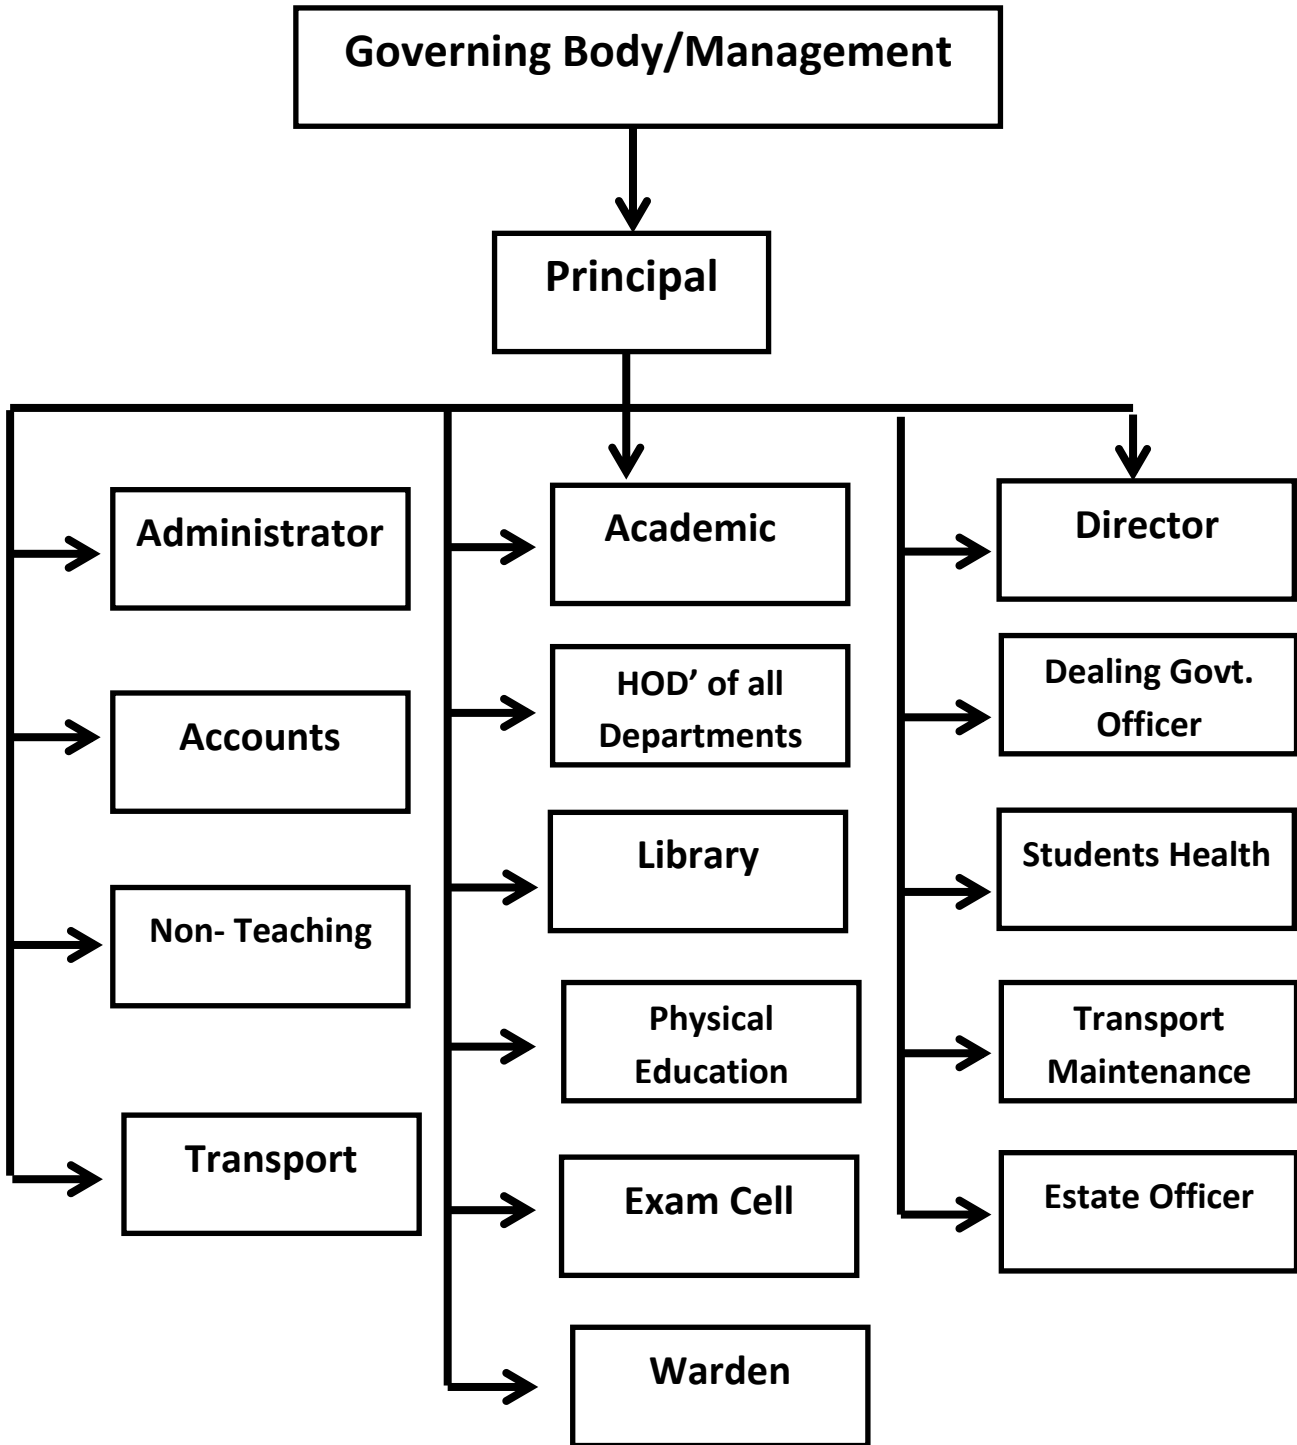 Governing Body/Management
Principal
Administrator
Accounts
Non- Teaching
Transport
Academic
HOD’ of all
Departments
Library
Physical
Education
Exam Cell
Warden
Director
Dealing Govt.
Officer
Students Health
Transport
Maintenance
Estate Officer